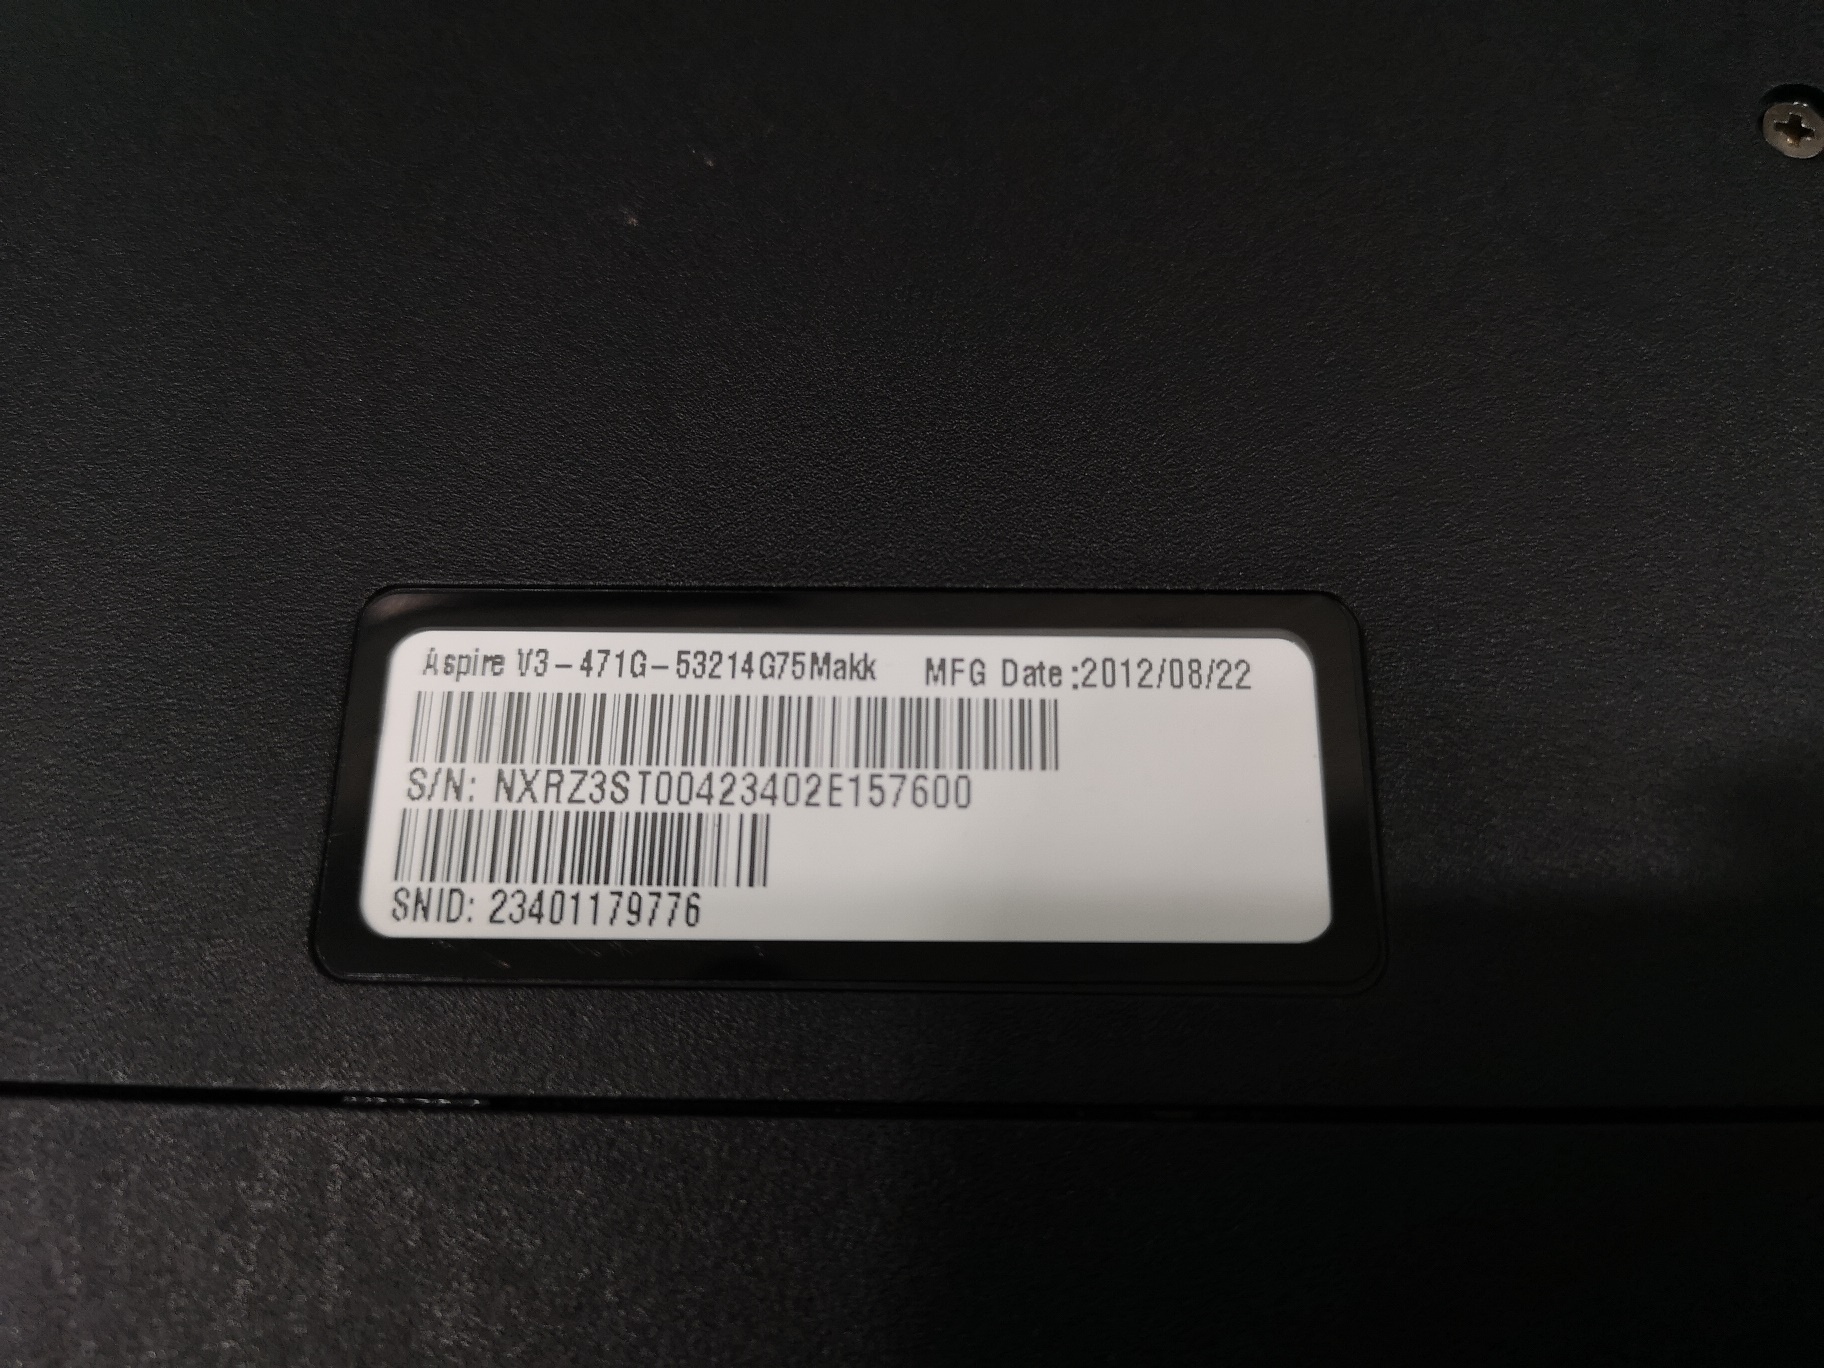 Aspire V3-471G-53214G75Makk MFG Date:2012/08/22
S/N: NXRZ3ST00423402E157600
SNID: 23401179776